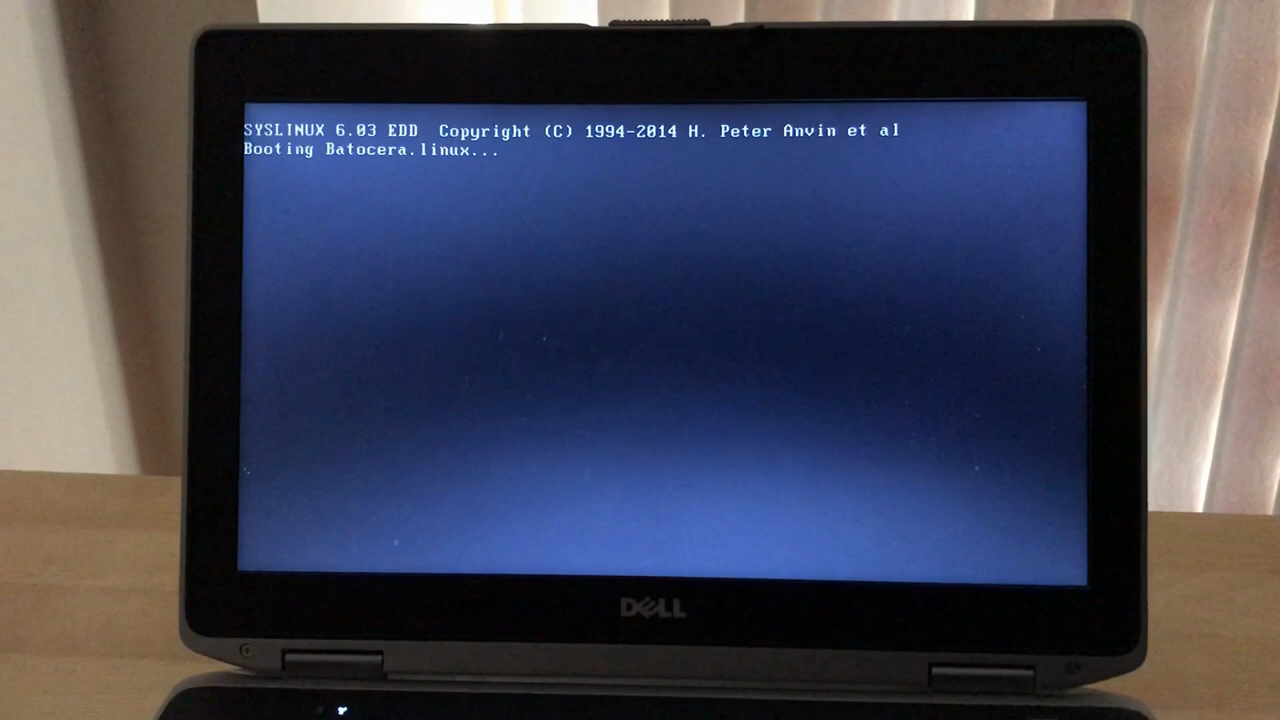 SYSLINUX 6.03 EDD  Copyright (C) 1994-2014 H. Peter Anvin et al
Booting Batocera.linux...
DELL